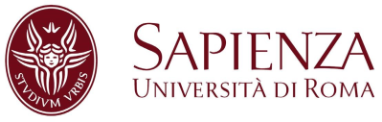 STVDIVM VRBIS
SAPIENZA
UNIVERSITÀ DI ROMA